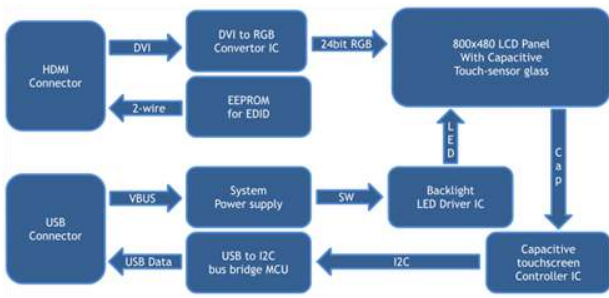 HDMI
Connector
DVI
DVI to RGB
Convertor IC
24bit RGB
800x480 LCD Panel
With Capacitive
Touch-sensor glass
2-wire
EEPROM
for EDID
LED
Cap
USB
Connector
VBUS
System
Power supply
SW
Backlight
LED Driver IC
USB Data
USB to I2C
bus bridge MCU
I2C
Capacitive
touchscreen
Controller IC